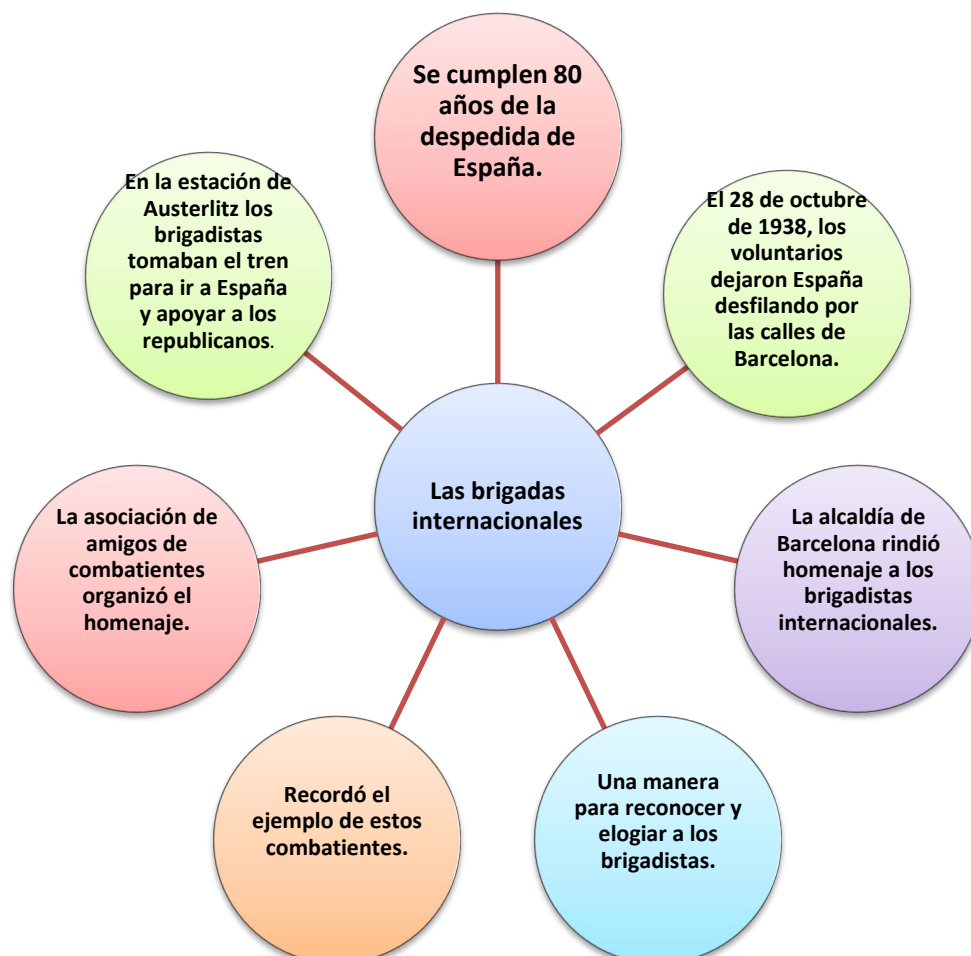 Se cumplen 80
años de la
despedida de
España.
El 28 de octubre
de 1938, los
voluntarios
dejaron España
desfilando por
las calles de
Barcelona.
La alcaldía de
Barcelona rindió
homenaje a los
brigadistas
internacionales.
Una manera
para reconocer y
elogiar a los
brigadistas.
Recordó el
ejemplo de estos
combatientes.
La asociación de
amigos de
combatientes
organizó el
homenaje.
En la estación de
Austerlitz los
brigadistas
tomaban el tren
para ir a España
y apoyar a los
republicanos.
Las brigadas
internacionales